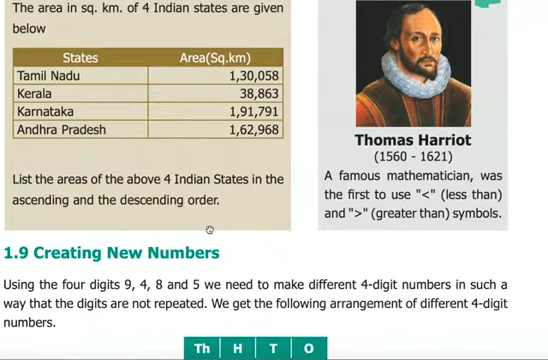 The area in sq. km. of 4 Indian states are given
below
States Area(Sq.km)
Tamil Nadu 1,30,058
Kerala 38,863
Karnataka 1,91,791
Andhra Pradesh 1,62,968
List the areas of the above 4 Indian States in the
ascending and the descending order.
Thomas Harriot
(1560 - 1621)
A famous mathematician, was
the first to use "<" (less than)
and ">" (greater than) symbols.
1.9 Creating New Numbers
Using the four digits 9, 4, 8 and 5 we need to make different 4-digit numbers in such a
way that the digits are not repeated. We get the following arrangement of different 4-digit
numbers.
Th H T O